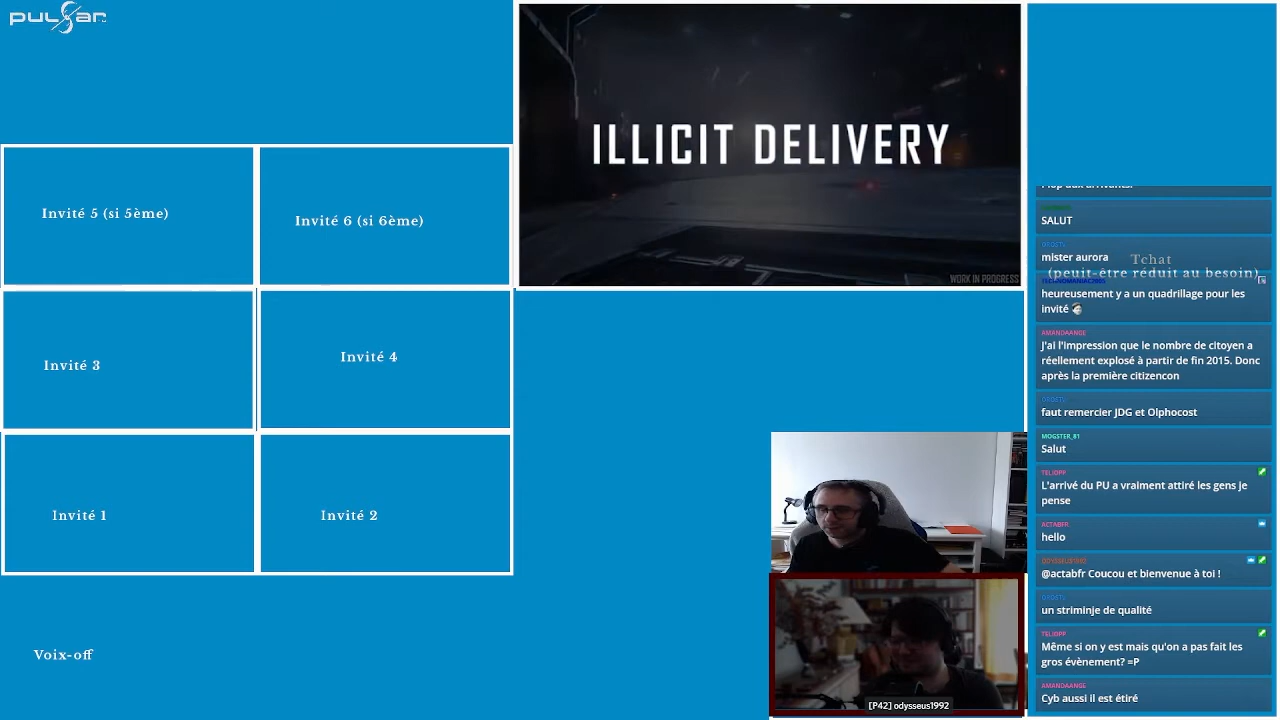 pulsar
ILLICIT DELIVERY
WORK IN PROGRESS
Invité 5 (si 5ème)
Invité 6 (si 6ème)
Invité 3
Invité 4
Invité 1
Invité 2
Voix-off
[P42] odysseus1992
SALUT
mister aurora
Tchat
(peuit-être réduit au besoin)
heureusement y a un quadrillage pour les
invité
AMANDAANGE
J'ai l'impression que le nombre de citoyen a
réellement explosé à partir de fin 2015. Donc
après la première citizencon
faut remercier JDG et Olphocost
MOGSTER_81
Salut
TELIOPF
L'arrivé du PU a vraiment attiré les gens je
pense
ACTABFR
hello
ODYSSEUS1992
@actabfr Coucou et bienvenue à toi !
un striminje de qualité
TELIOPF
Même si on y est mais qu'on a pas fait les
gros évènement? =P
AMANDAANGE
Cyb aussi il est étiré